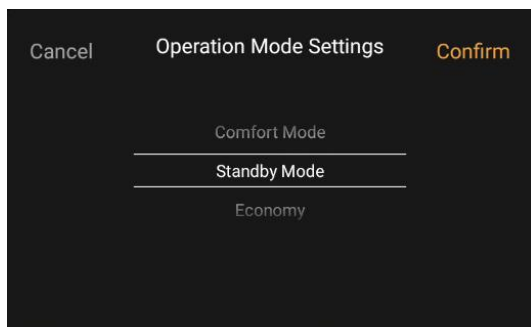 Cancel Operation Mode Settings Confirm
Comfort Mode
Standby Mode
Economy